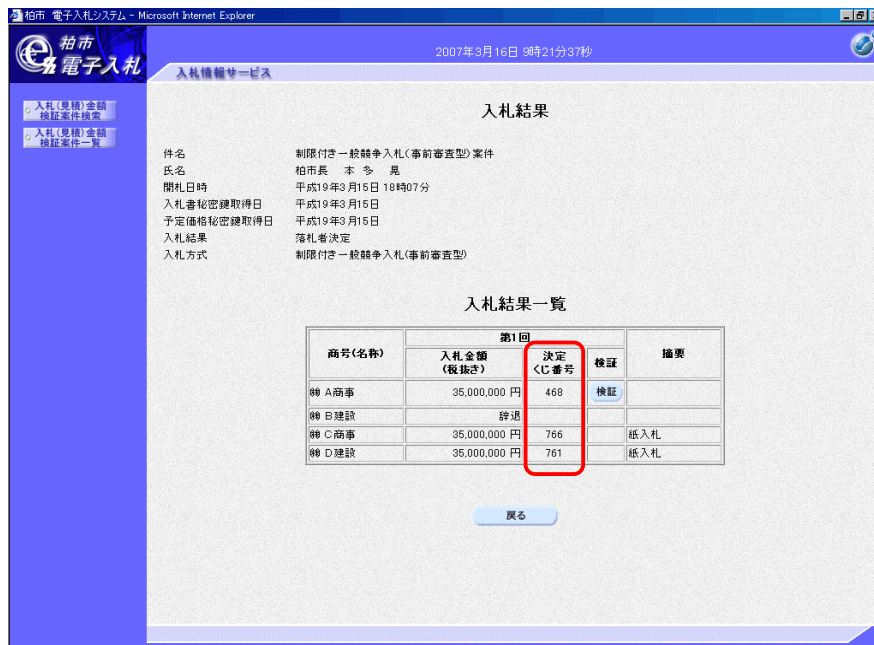 柏市 電子入札システム - Microsoft Internet Explorer
柏市
電子入札
2007年3月16日 9時21分37秒
入札情報サービス
入札(見積)金額
検証案件検索
入札(見積)金額
検証案件一覧
入札結果
件名 制限付き一般競争入札(事前審査型)案件
氏名 柏市長 本 多 晃
開札日時 平成19年3月15日 18時07分
入札書秘密鍵取得日 平成19年3月15日
予定価格秘密鍵取得日 平成19年3月15日
入札結果 落札者決定
入札方式 制限付き一般競争入札(事前審査型)
入札結果一覧
商号(名称) 第1回 摘要
入札金額 決定 検証
(税抜き) くじ番号
㈱ A商事 35,000,000 円 468 検証
㈱ B建設 辞退
㈱ C商事 35,000,000 円 766 紙入札
㈱ D建設 35,000,000 円 761 紙入札
戻る